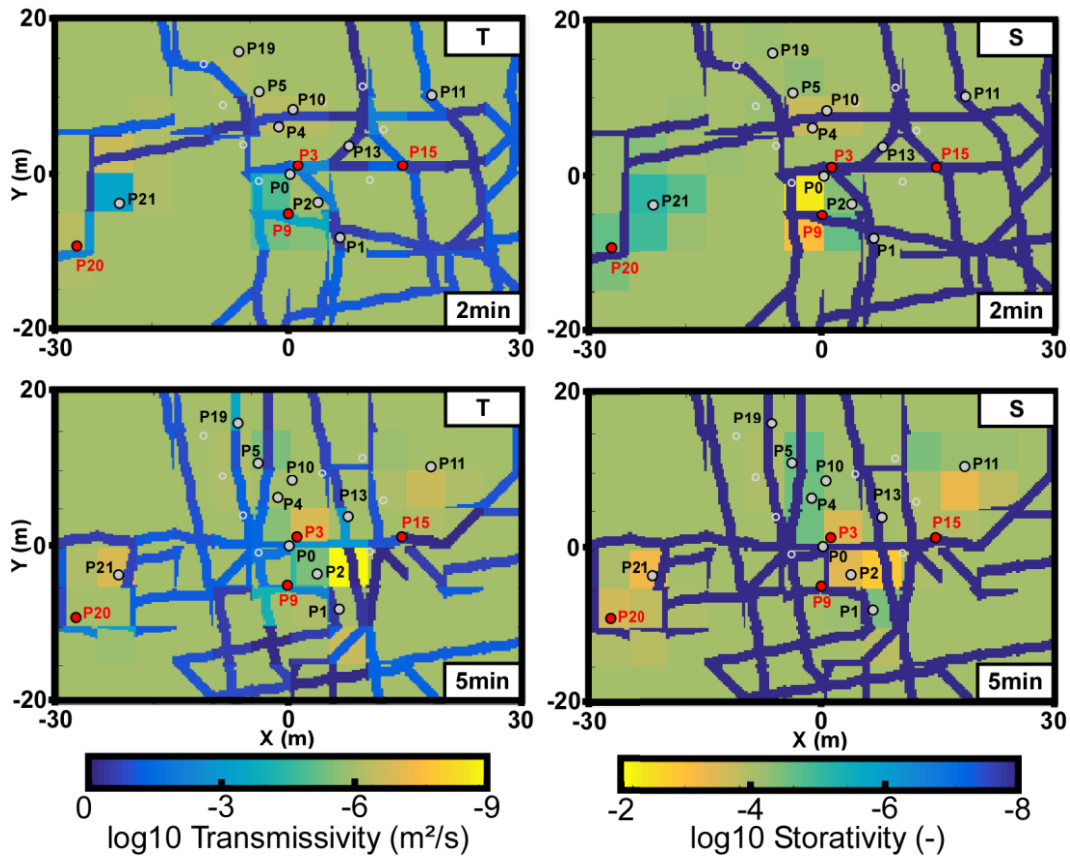 20
T
P19
P5
P10
P11
P4
P3
P13
P15
Y (m)
0
P0
P21
P2
P9
P1
P20
-20
2min
-30
0
30
S
P19
P5
P10
P11
P4
P3
P13
P15
0
P0
P21
P2
P9
P1
P20
-20
2min
-30
0
30
20
T
P19
P5
P10
P11
P4
P13
P3
P15
Y (m)
0
P0
P21
P2
P9
P20
P1
20
5min
-30
0
30
X (m)
S
P19
P5
P10
P11
P4
P13
P3
P15
0
P0
P21
P2
P9
P20
P1
-20
5min
-30
0
30
X (m)
0
-3
-6
-9
log10 Transmissivity (m²/s)
-2
-4
-6
-8
log10 Storativity (-)